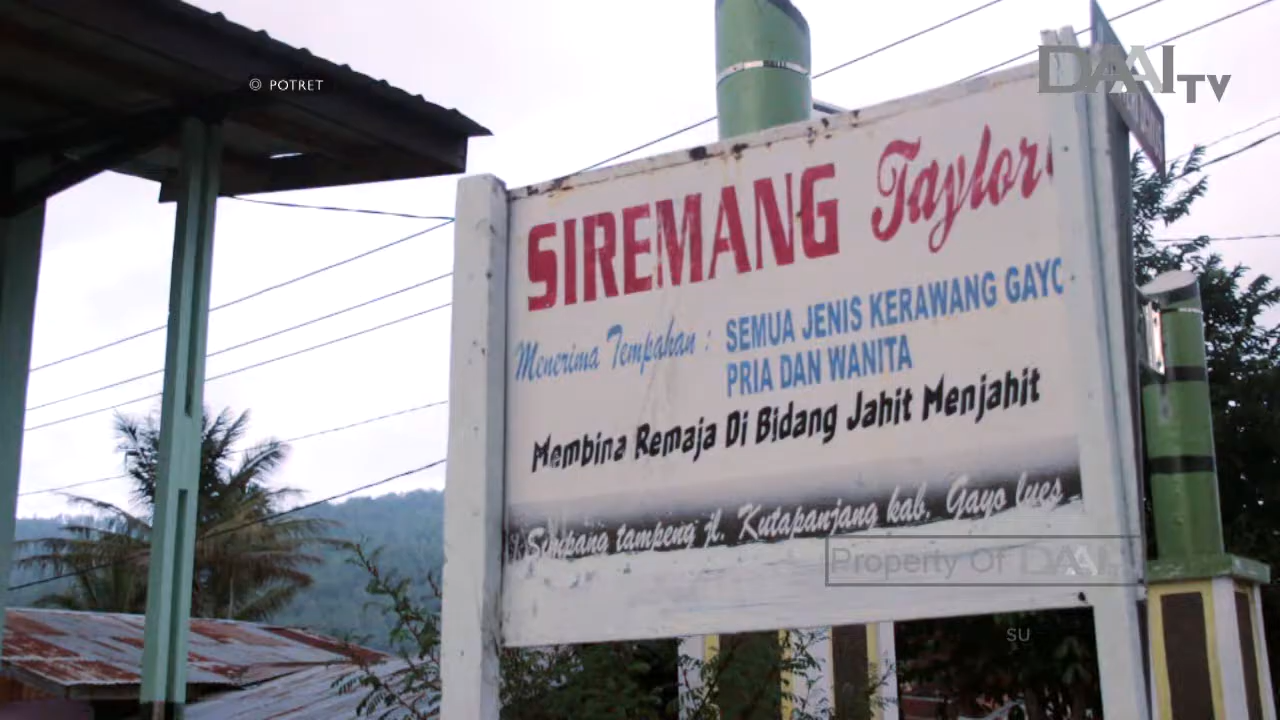 © POTRET
DAAI TV
SIREMANG Taylor
Menerima Tempahan : SEMUA JENIS KERAWANG GAYO
PRIA DAN WANITA
Membina Remaja Di Bidang Jahit Menjahit
Simpang tampeng jl. Kutapanjang kab. Gayo lues
Property Of DAAI
SU